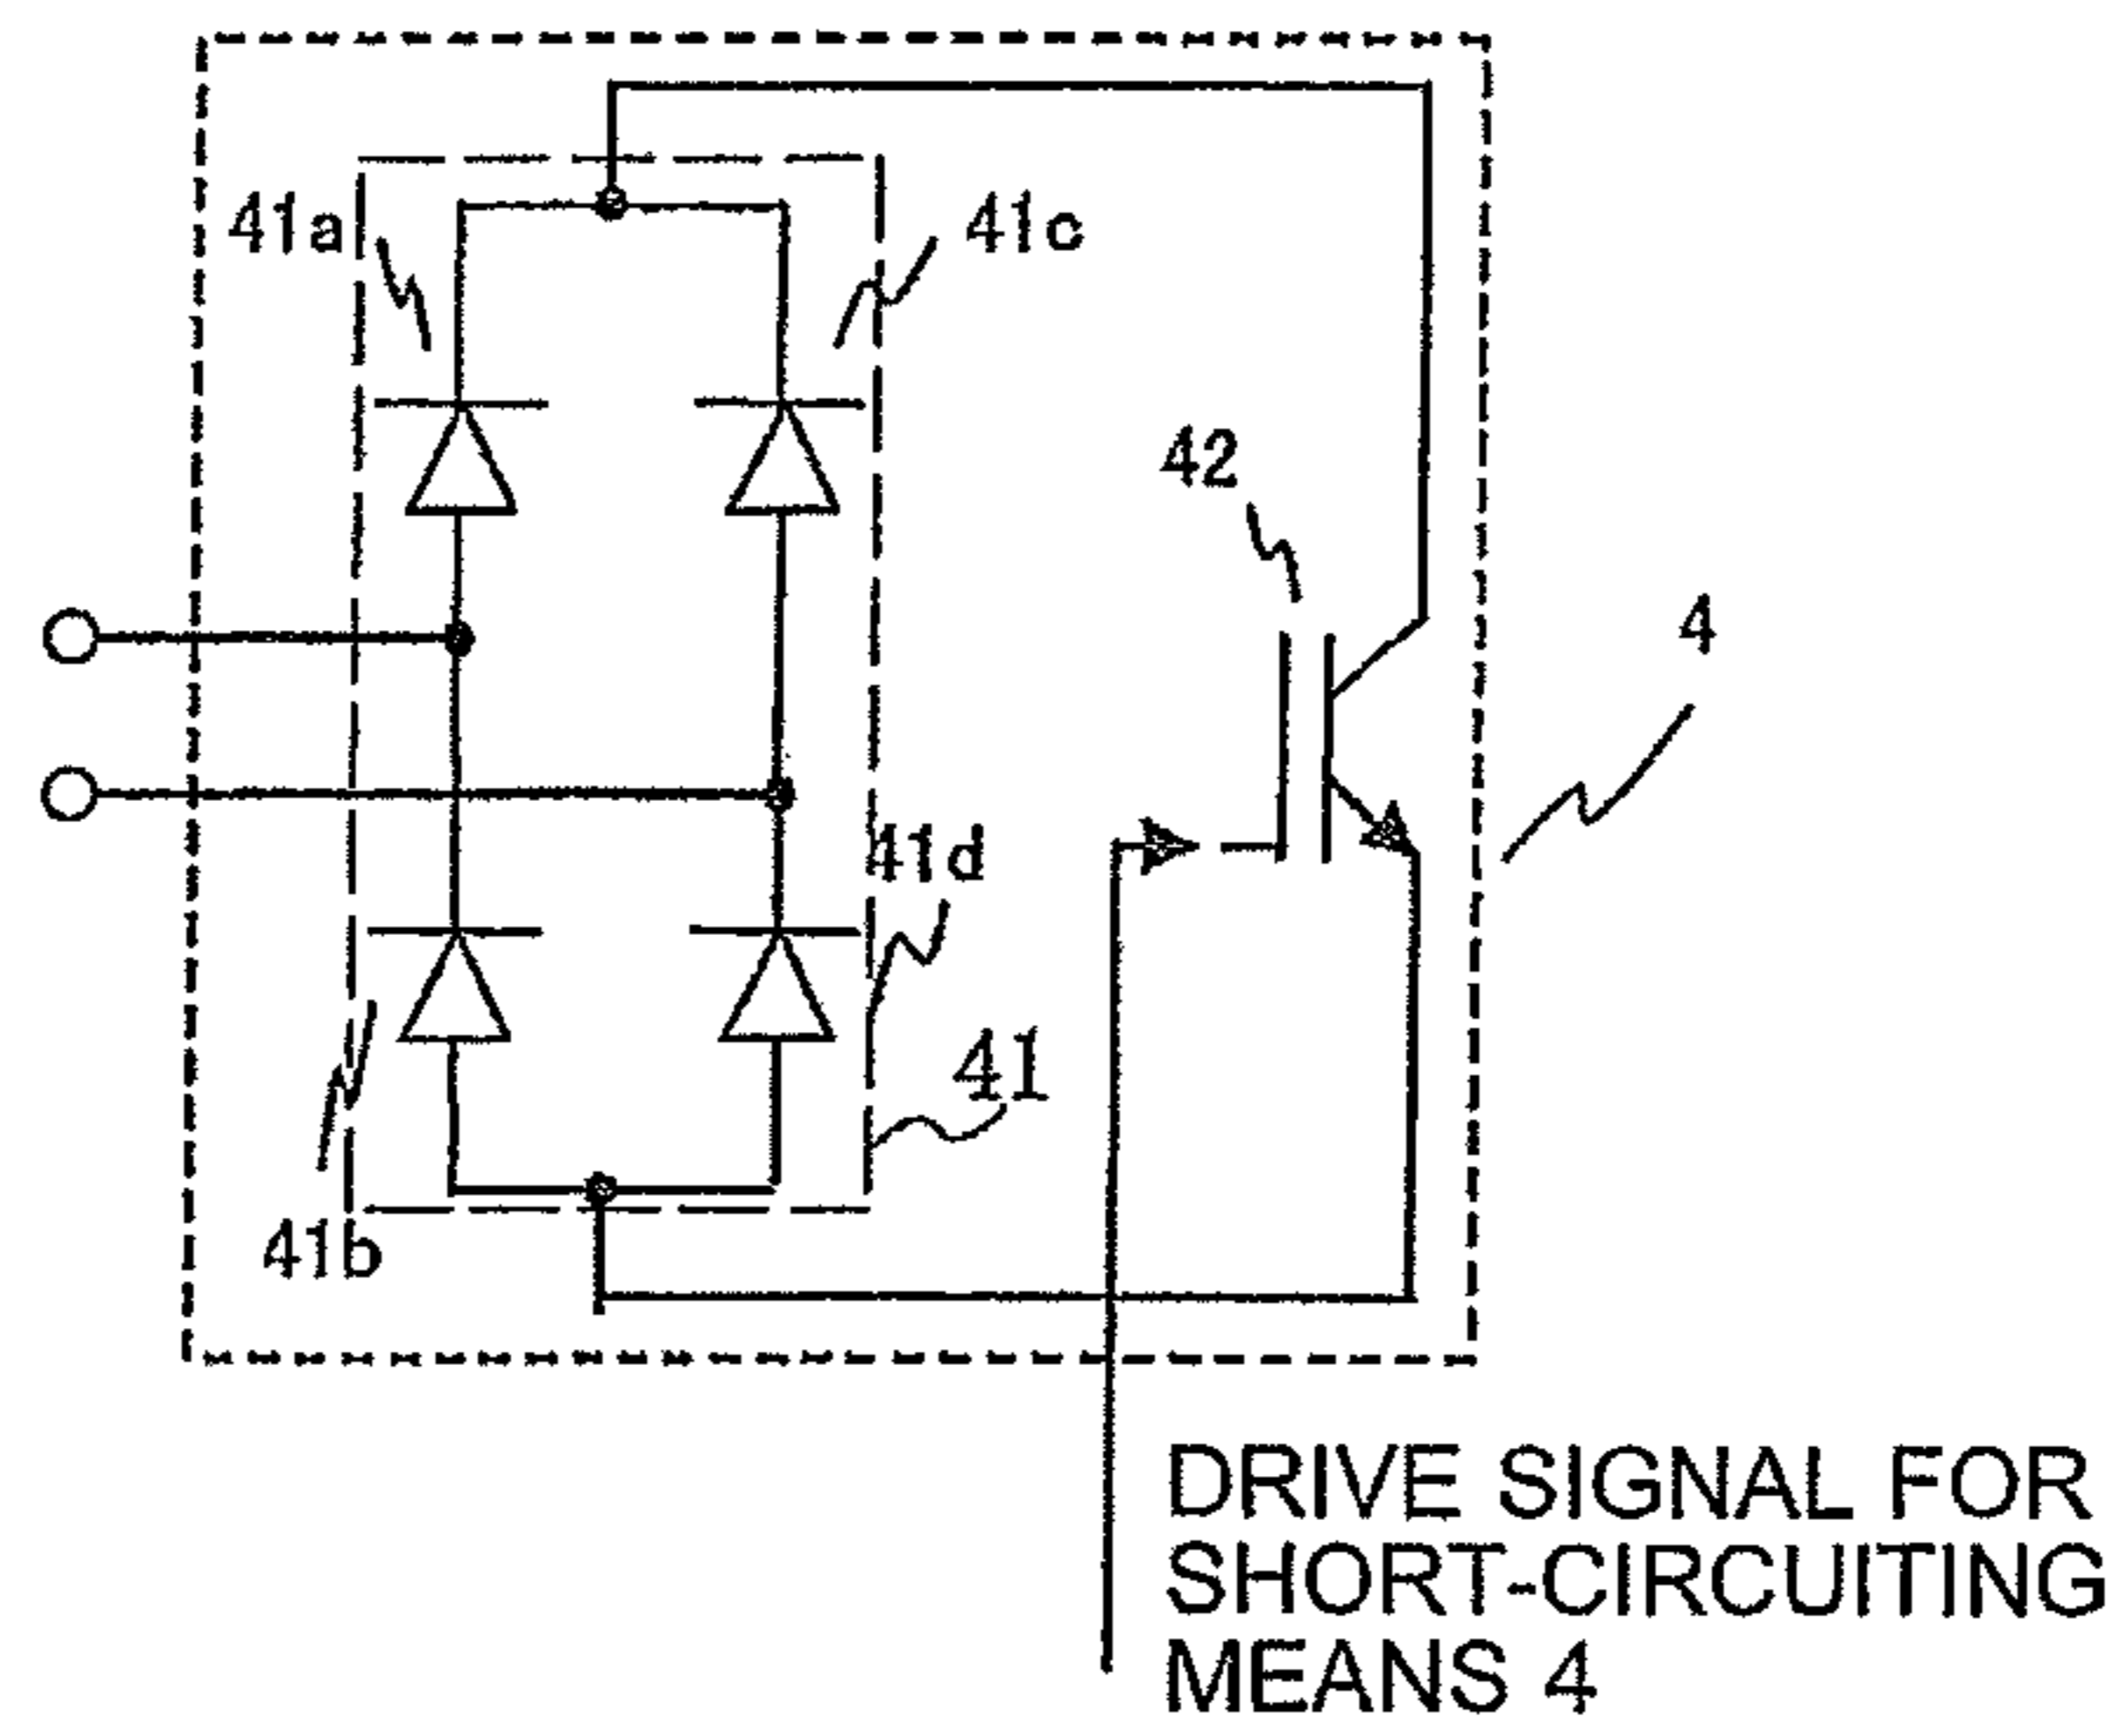 41a
41c
42
4
41d
41
41b
DRIVE SIGNAL FOR
SHORT-CIRCUITING
MEANS 4